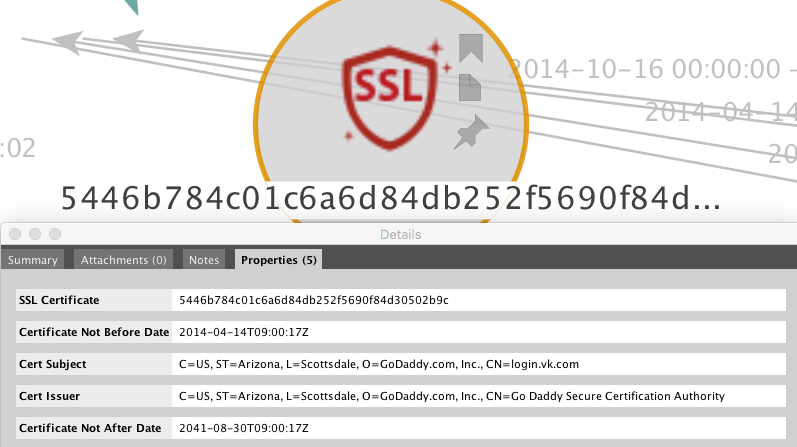 SSL
2014-10-16 00:00:00 -
2014-04-14
:02
20
5446b784c01c6a6d84db252f5690f84d...
Details
Summary
Attachments (0)
Notes
Properties (5)
SSL Certificate 5446b784c01c6a6d84db252f5690f84d30502b9c
Certificate Not Before Date 2014-04-14T09:00:17Z
Cert Subject C=US, ST=Arizona, L=Scottsdale, O=GoDaddy.com, Inc., CN=login.vk.com
Cert Issuer C=US, ST=Arizona, L=Scottsdale, O=GoDaddy.com, Inc., CN=Go Daddy Secure Certification Authority
Certificate Not After Date 2041-08-30T09:00:17Z